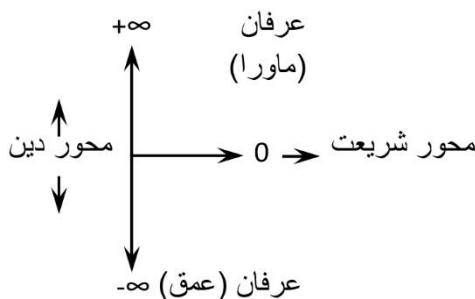 +∞ عرفان
(ماورا)
محور دین 0 محور شریعت
-∞ عرفان (عمق)